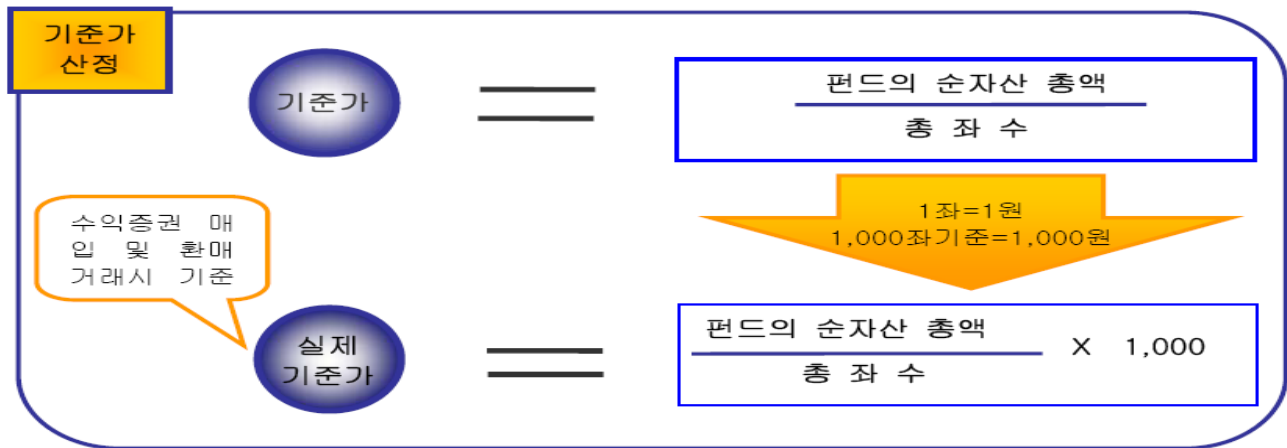 기준가
산정
기준가
펀드의 순자산 총액
총 좌 수
1좌=1원
1,000좌기준=1,000원
수익증권 매
입 및 환매
거래시 기준
실제
기준가
펀드의 순자산 총액
총 좌 수
X 1,000